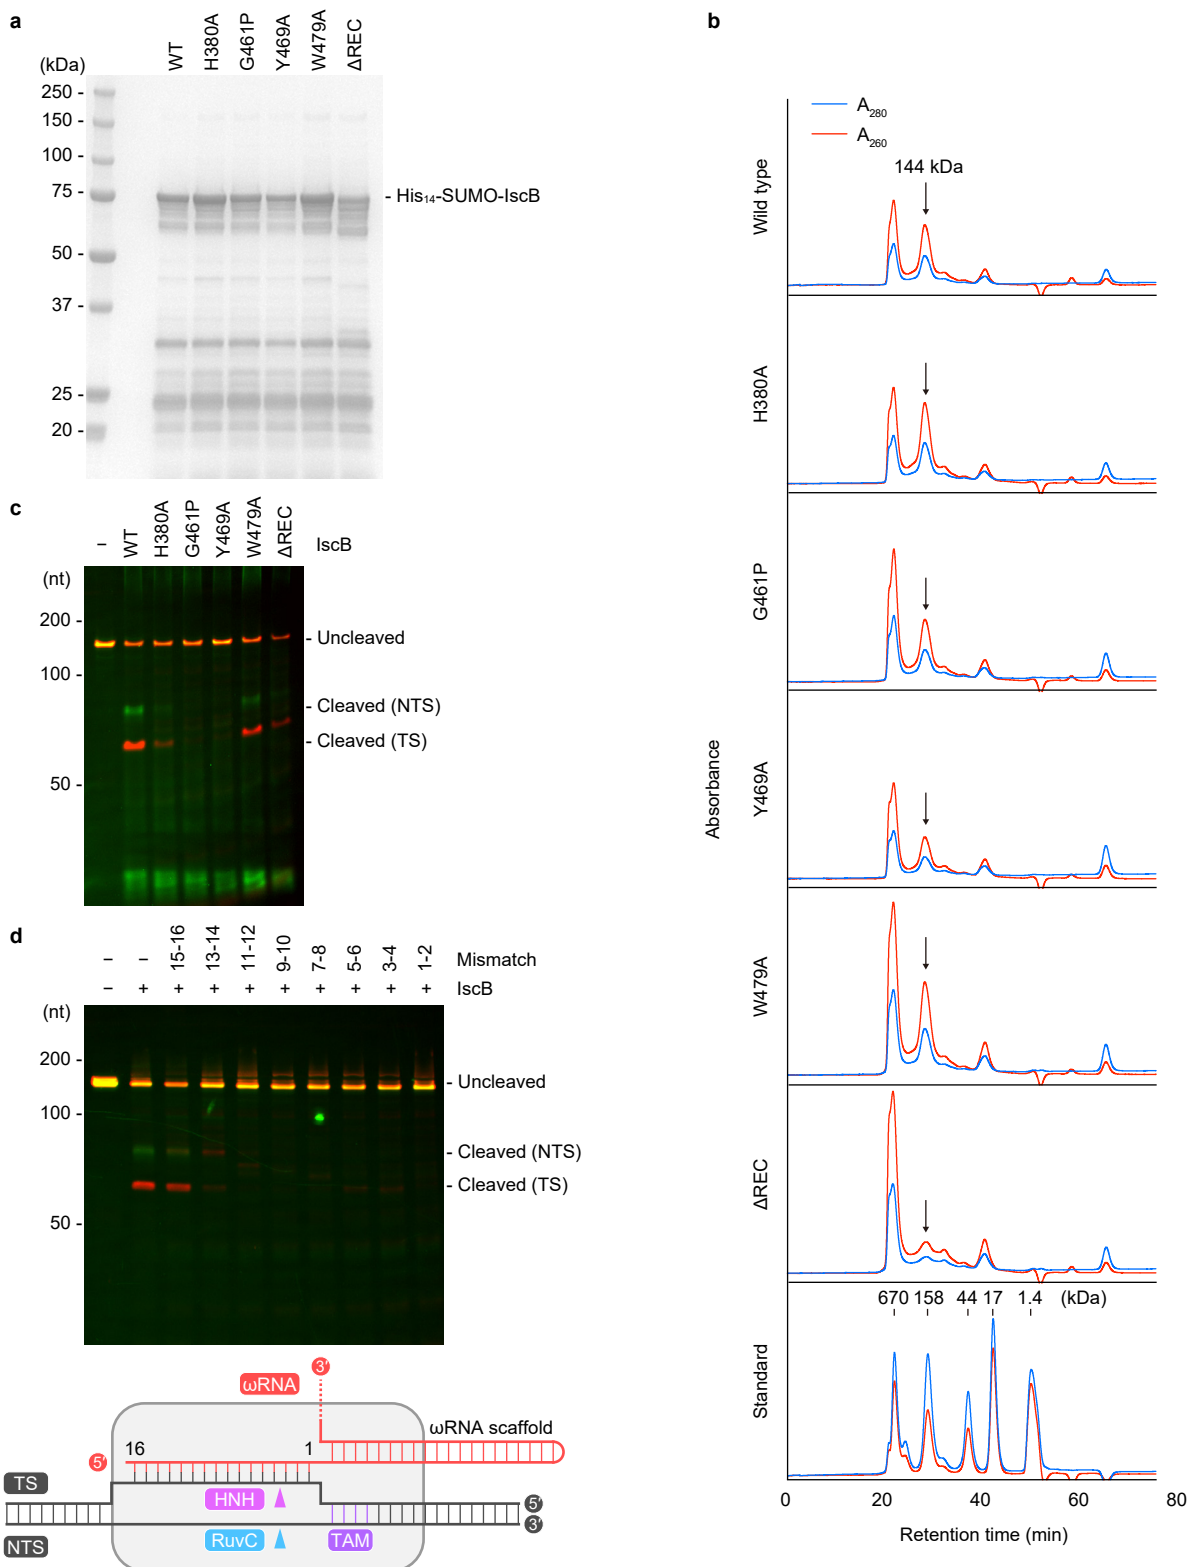 a
(kDa)
WT
H380A
G461P
Y469A
W479A
ΔREC
250 -
150 -
100 -
75 -
50 -
37 -
25 -
20 -
- His₁₄-SUMO-IscB
b
A₂₈₀
A₂₆₀
144 kDa
Wild type
H380A
G461P
Y469A
W479A
ΔREC
Standard
Absorbance
670 158 44 17 1.4 (kDa)
0 20 40 60 80
Retention time (min)
c
– WT H380A G461P Y469A W479A ΔREC IscB
(nt)
200 -
100 -
50 -
- Uncleaved
- Cleaved (NTS)
- Cleaved (TS)
d
– – 15-16 13-14 11-12 9-10 7-8 5-6 3-4 1-2 Mismatch
– + + + + + + + + + IscB
(nt)
200 -
100 -
50 -
- Uncleaved
- Cleaved (NTS)
- Cleaved (TS)
3′
ωRNA
ωRNA scaffold
16 1
5′
TS
HNH
5′
3′
NTS
RuvC
TAM